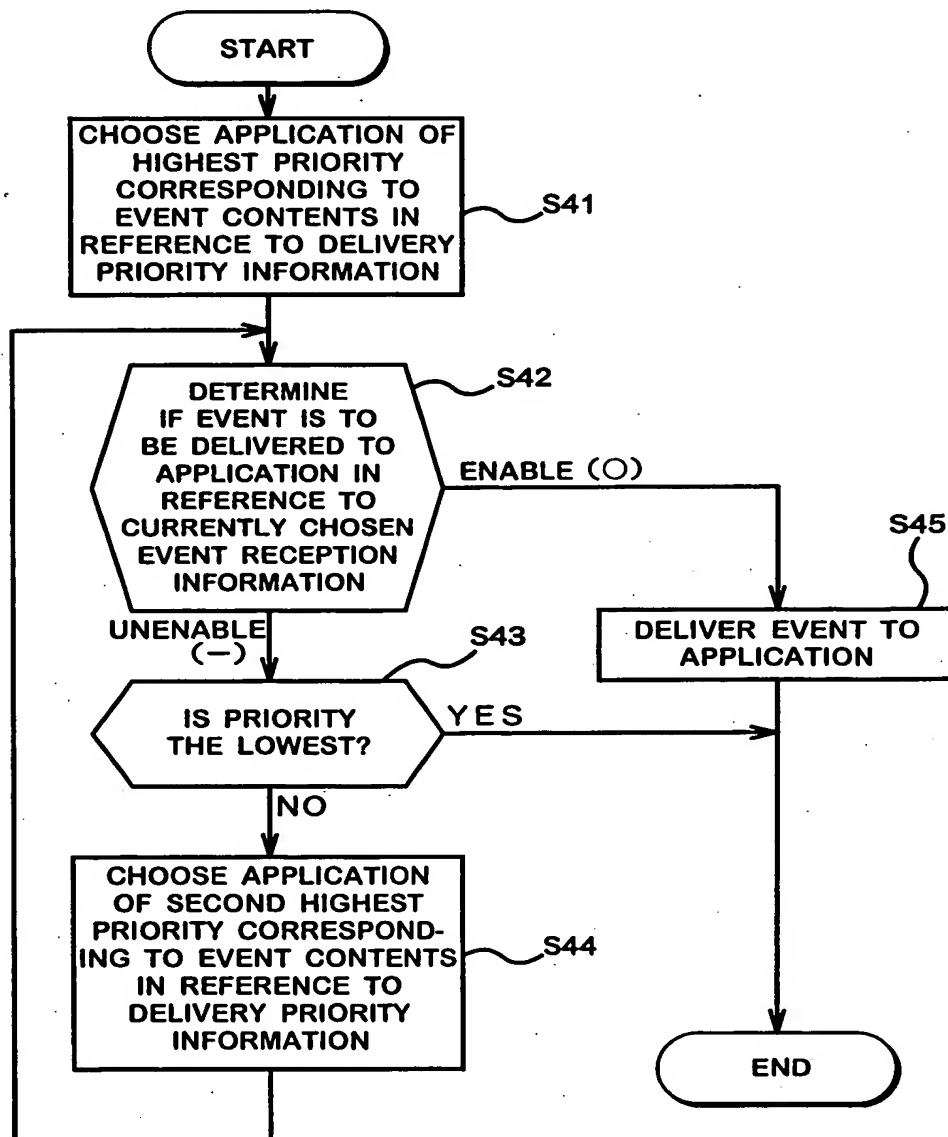 START
CHOOSE APPLICATION OF
HIGHEST PRIORITY
CORRESPONDING TO
EVENT CONTENTS IN
REFERENCE TO DELIVERY
PRIORITY INFORMATION
S41
DETERMINE
IF EVENT IS TO
BE DELIVERED TO
APPLICATION IN
REFERENCE TO
CURRENTLY CHOSEN
EVENT RECEPTION
INFORMATION
S42
ENABLE (○)
UNENABLE
(—)
S45
DELIVER EVENT TO
APPLICATION
S43
IS PRIORITY
THE LOWEST?
YES
NO
CHOOSE APPLICATION
OF SECOND HIGHEST
PRIORITY CORRESPOND-
ING TO EVENT CONTENTS
IN REFERENCE TO
DELIVERY PRIORITY
INFORMATION
S44
END